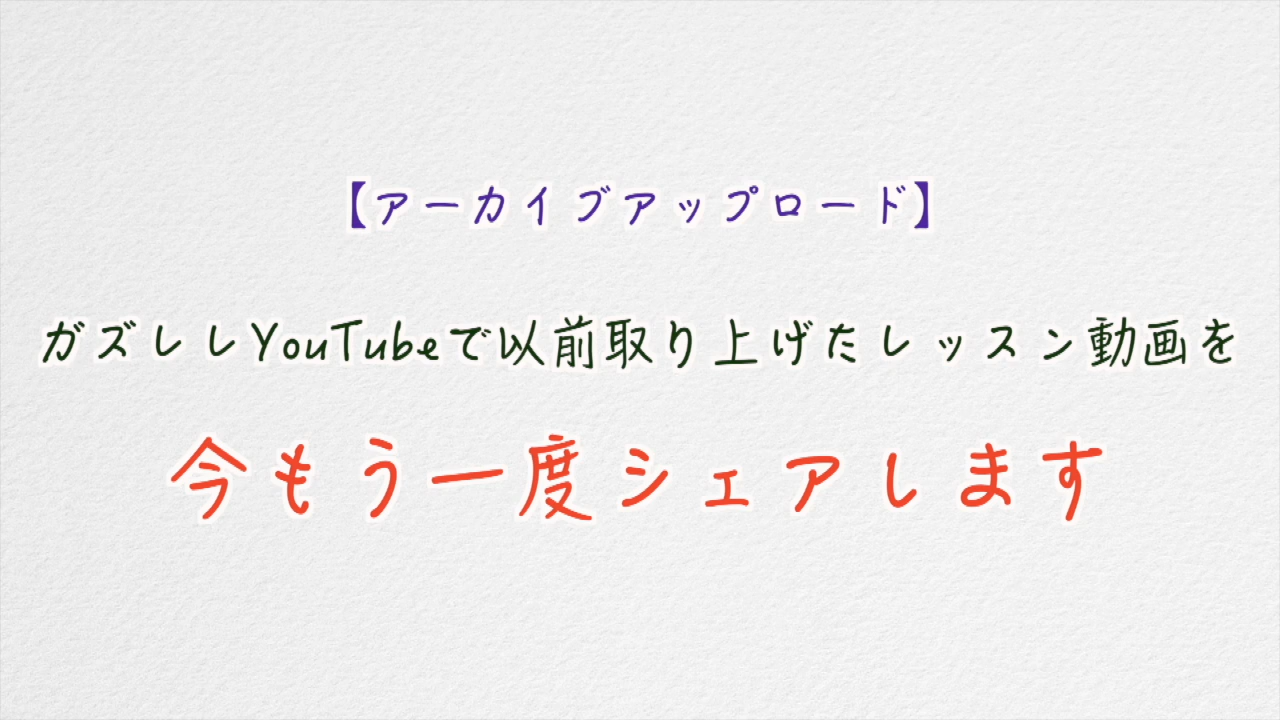 【アーカイブアップロード】
ガズレレYouTubeで以前取り上げたレッスン動画を
今もう一度シェアします